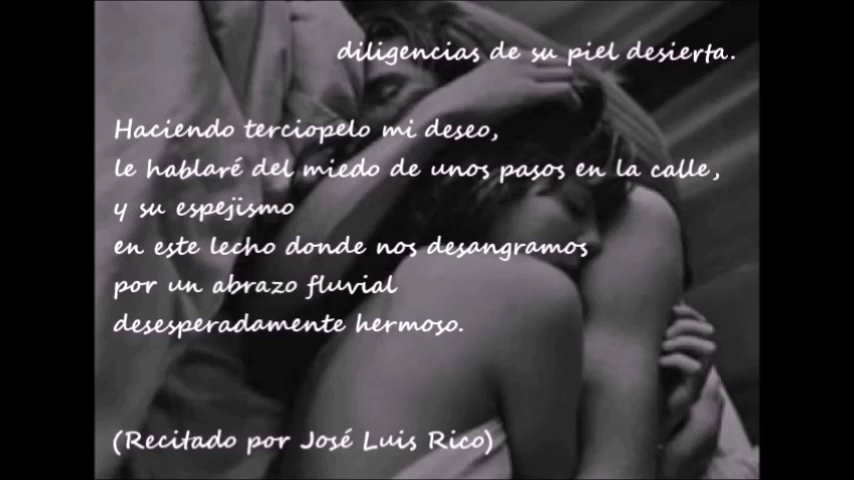 diligencias de su piel desierta.
Haciendo terciopelo mi deseo,
le hablaré del miedo de unos pasos en la calle,
y su espejismo
en este lecho donde nos desangramos
por un abrazo fluvial
desesperadamente hermoso.
(Recitado por José Luis Rico)